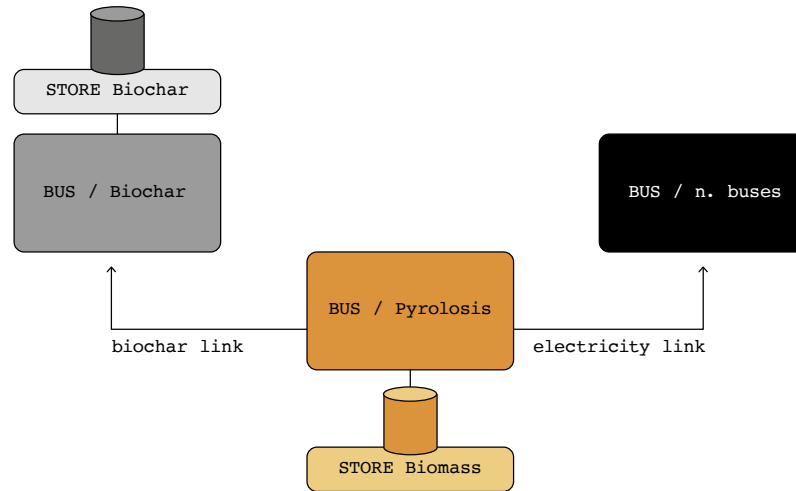 STORE Biochar
BUS / Biochar
BUS / n. buses
BUS / Pyrolosis
biochar link
electricity link
STORE Biomass